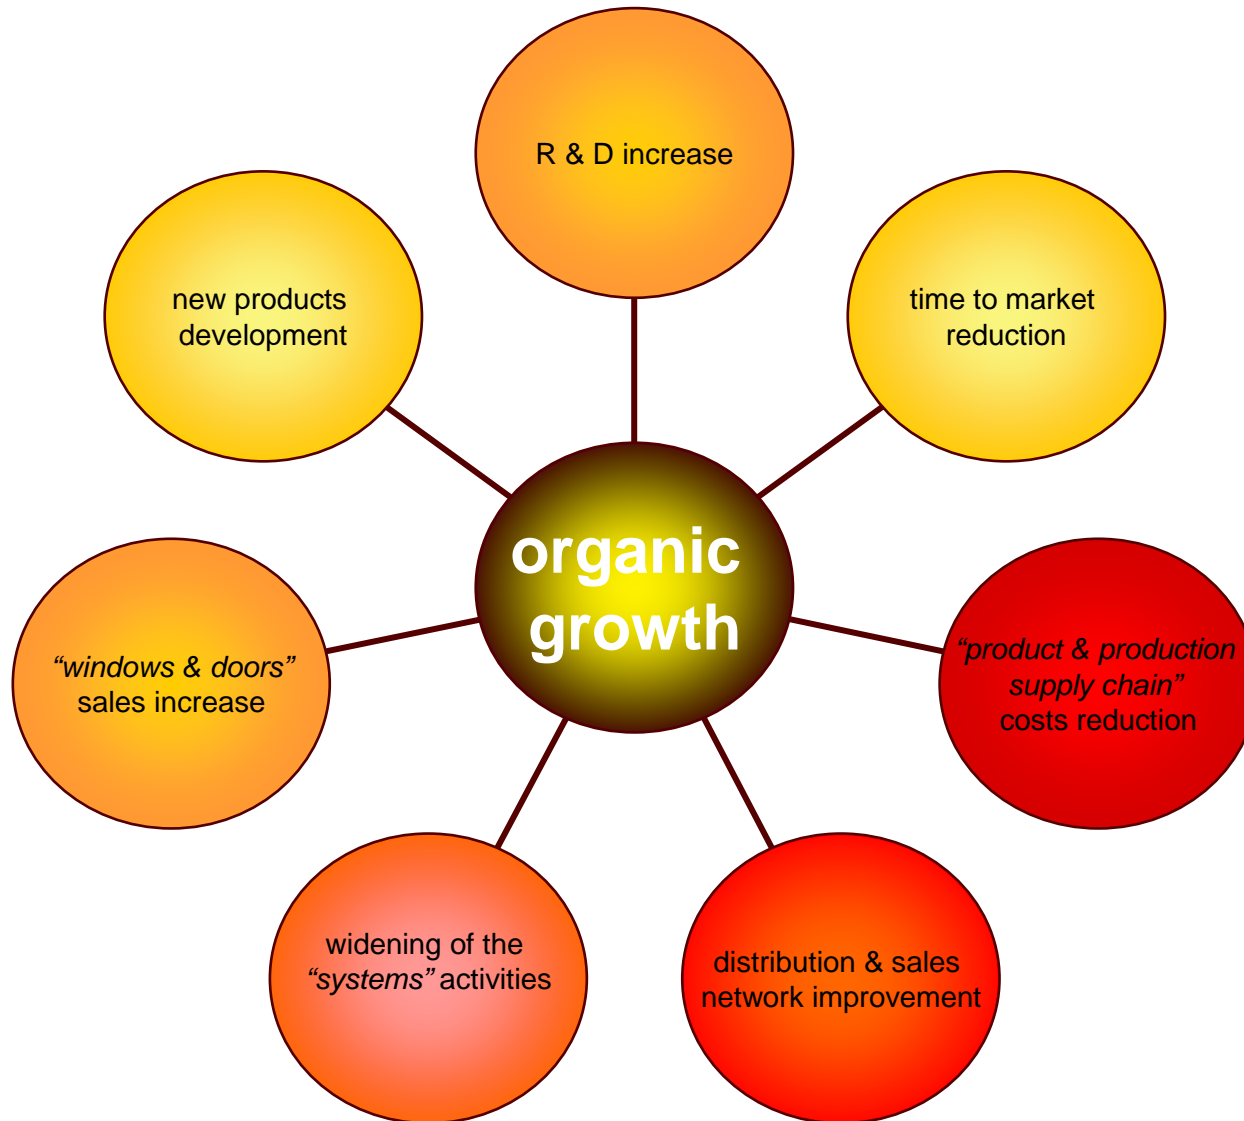 R & D increase
new products
development
time to market
reduction
organic
growth
“windows & doors”
sales increase
“product & production
supply chain”
costs reduction
widening of the
“systems” activities
distribution & sales
network improvement